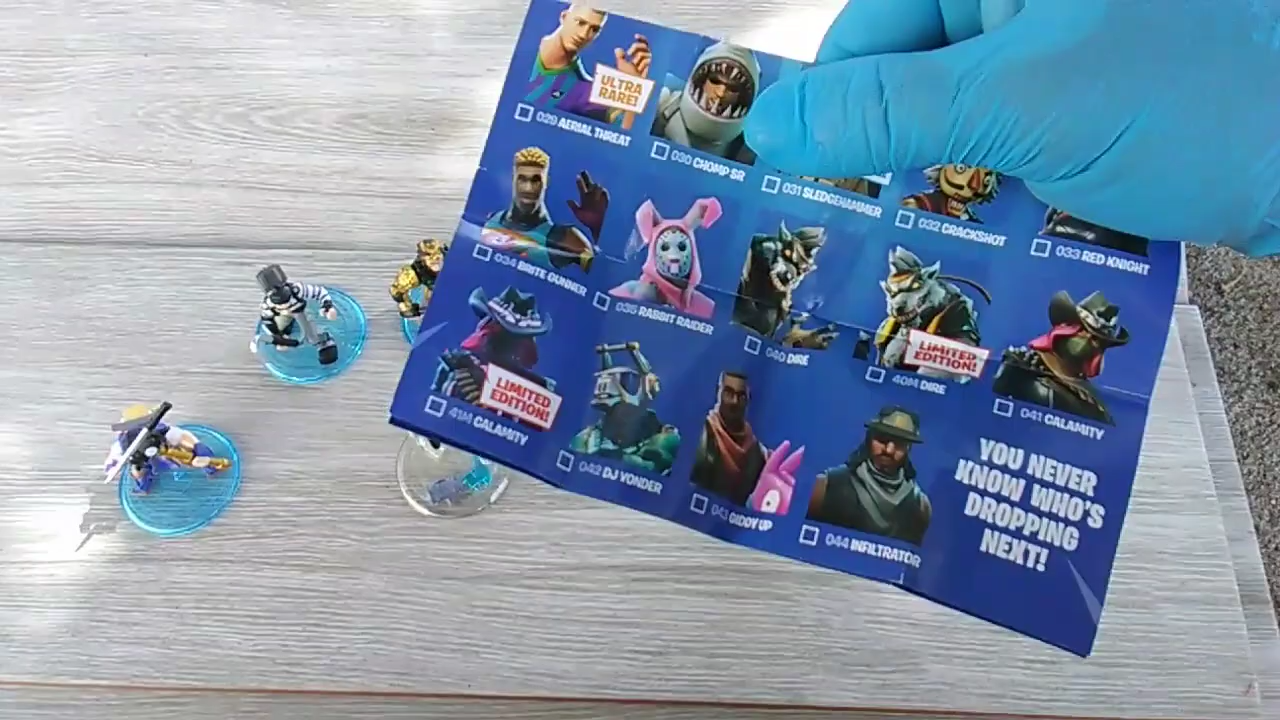 ULTRA
RARE!
029 AERIAL THREAT
030 CHOMP SR
031 SLEDGEHAMMER
032 CRACKSHOT
033 RED KNIGHT
034 BRITE GUNNER
035 RABBIT RAIDER
040 DIRE
LIMITED
EDITION!
40M DIRE
041 CALAMITY
LIMITED
EDITION!
41M CALAMITY
042 DJ YONDER
043 GIDDY UP
044 INFILTRATOR
YOU NEVER
KNOW WHO'S
DROPPING
NEXT!